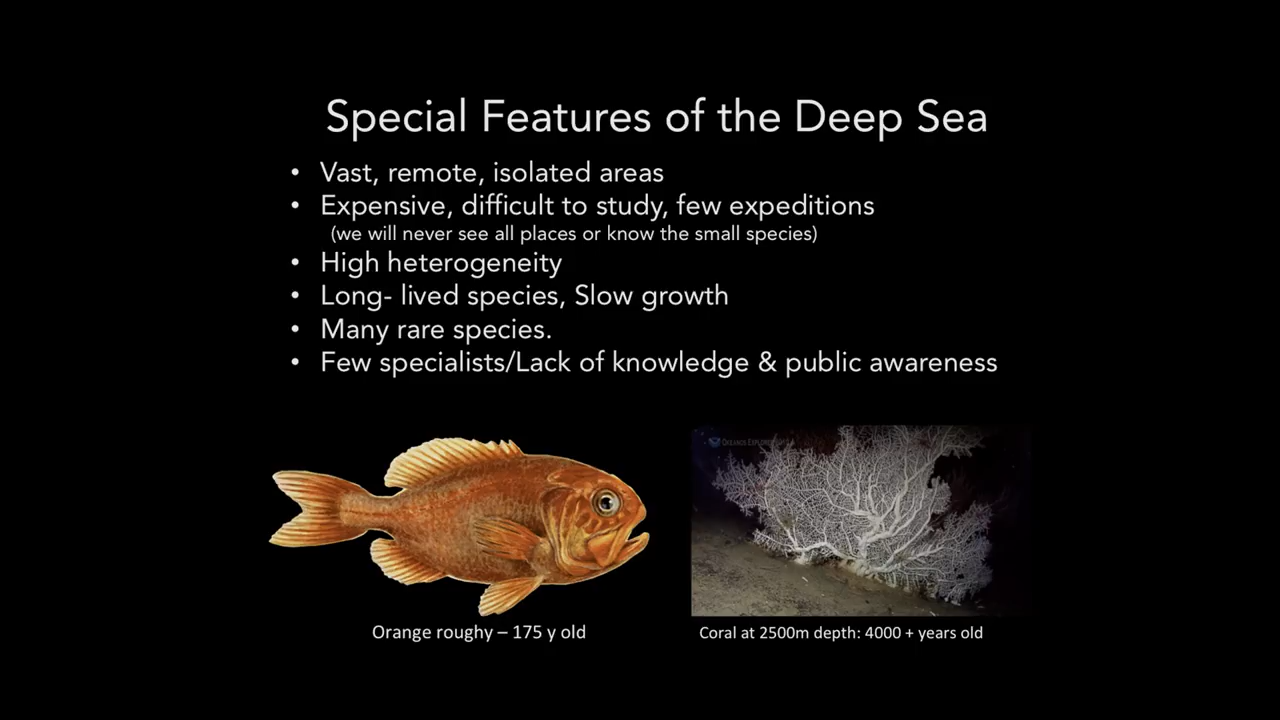 Special Features of the Deep Sea
• Vast, remote, isolated areas
• Expensive, difficult to study, few expeditions
(we will never see all places or know the small species)
• High heterogeneity
• Long- lived species, Slow growth
• Many rare species.
• Few specialists/Lack of knowledge & public awareness
Orange roughy – 175 y old
Coral at 2500m depth: 4000 + years old